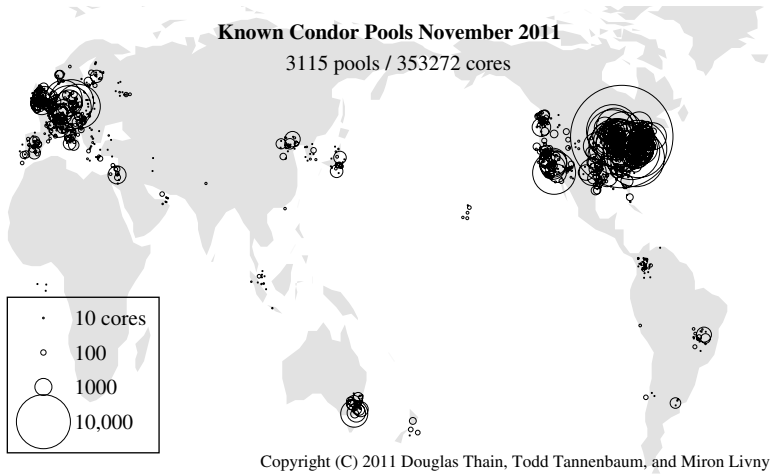 Known Condor Pools November 2011
3115 pools / 353272 cores
10 cores
100
1000
10,000
Copyright (C) 2011 Douglas Thain, Todd Tannenbaum, and Miron Livny